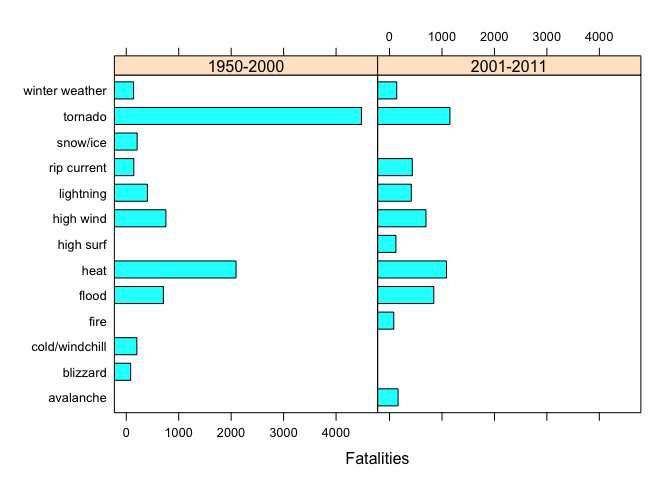 0 1000 2000 3000 4000
1950-2000 2001-2011
winter weather
tornado
snow/ice
rip current
lightning
high wind
high surf
heat
flood
fire
cold/windchill
blizzard
avalanche
0 1000 2000 3000 4000
Fatalities